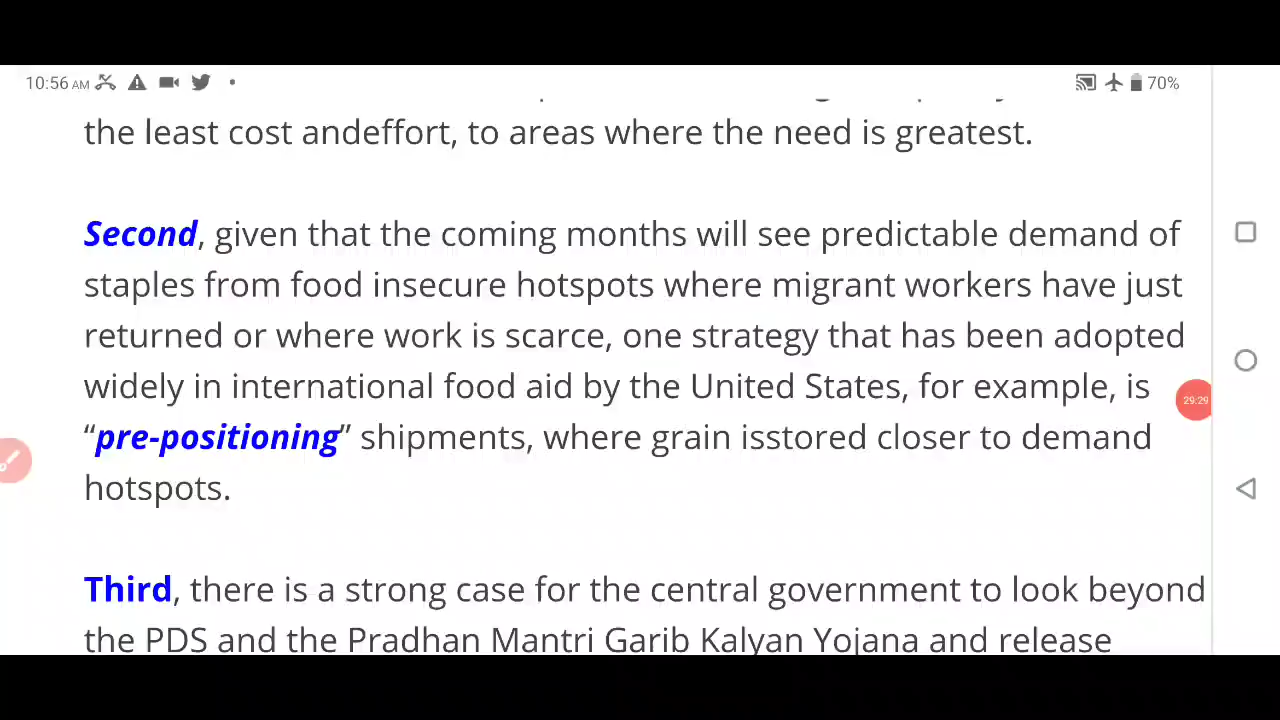 10:56 AM
70%
the least cost andeffort, to areas where the need is greatest.
Second, given that the coming months will see predictable demand of
staples from food insecure hotspots where migrant workers have just
returned or where work is scarce, one strategy that has been adopted
widely in international food aid by the United States, for example, is
29:29
“pre-positioning” shipments, where grain isstored closer to demand
hotspots.
Third, there is a strong case for the central government to look beyond
the PDS and the Pradhan Mantri Garib Kalyan Yojana and release